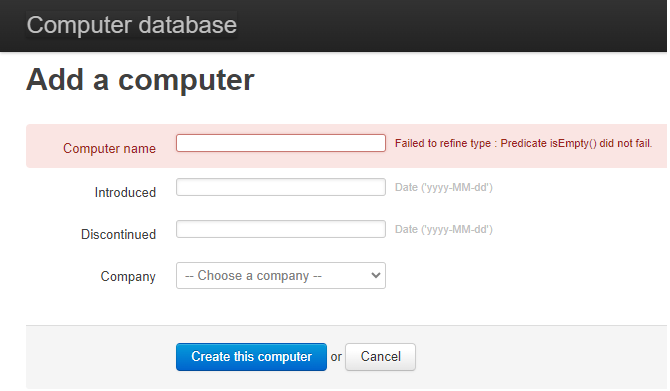 Computer database
Add a computer
Computer name Failed to refine type : Predicate isEmpty() did not fail.
Introduced Date ('yyyy-MM-dd')
Discontinued Date ('yyyy-MM-dd')
Company -- Choose a company --
Create this computer or Cancel